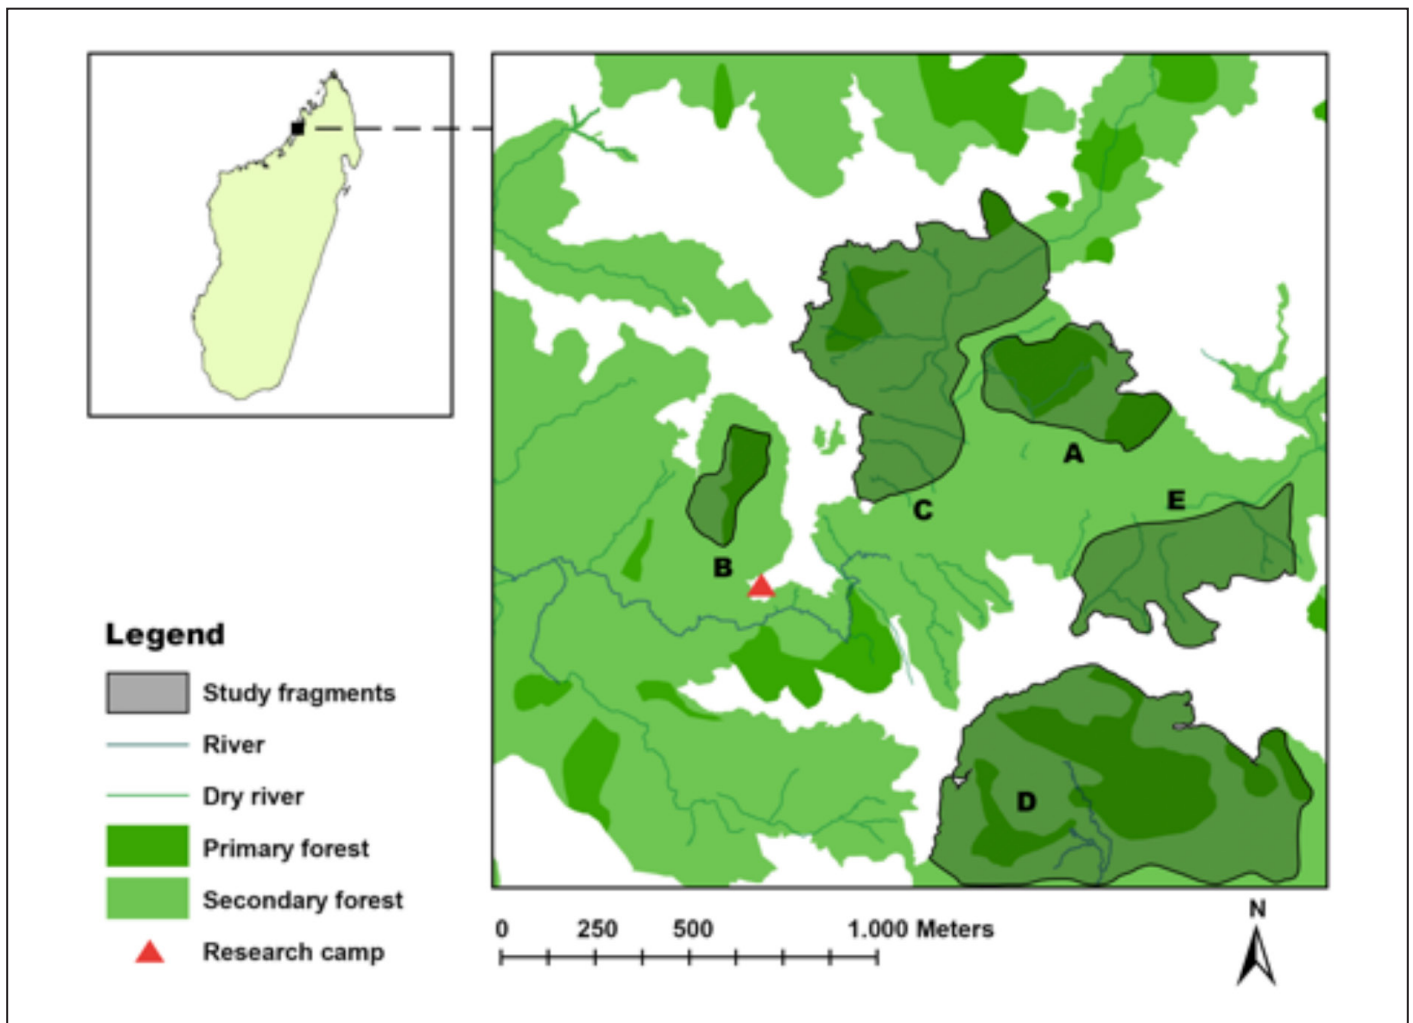 A
E
C
B
D
Legend
Study fragments
River
Dry river
Primary forest
Secondary forest
Research camp
0 250 500 1.000 Meters
N